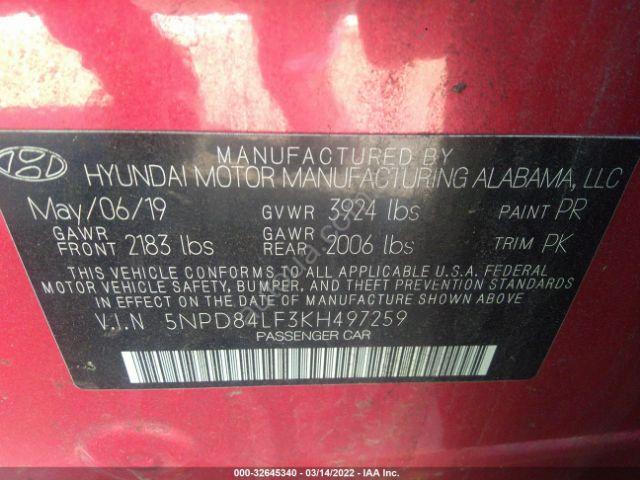 MANUFACTURED BY
HYUNDAI MOTOR MANUFACTURING ALABAMA, LLC
May/06/19 GVWR 3924 lbs PAINT PR
GAWR FRONT 2183 lbs GAWR REAR 2006 lbs TRIM PK
THIS VEHICLE CONFORMS TO ALL APPLICABLE U.S.A. FEDERAL
MOTOR VEHICLE SAFETY, BUMPER, AND THEFT PREVENTION STANDARDS
IN EFFECT ON THE DATE OF MANUFACTURE SHOWN ABOVE.
V.I.N 5NPD84LF3KH497259
PASSENGER CAR
000-32645340 - 03/14/2022 - IAA Inc.